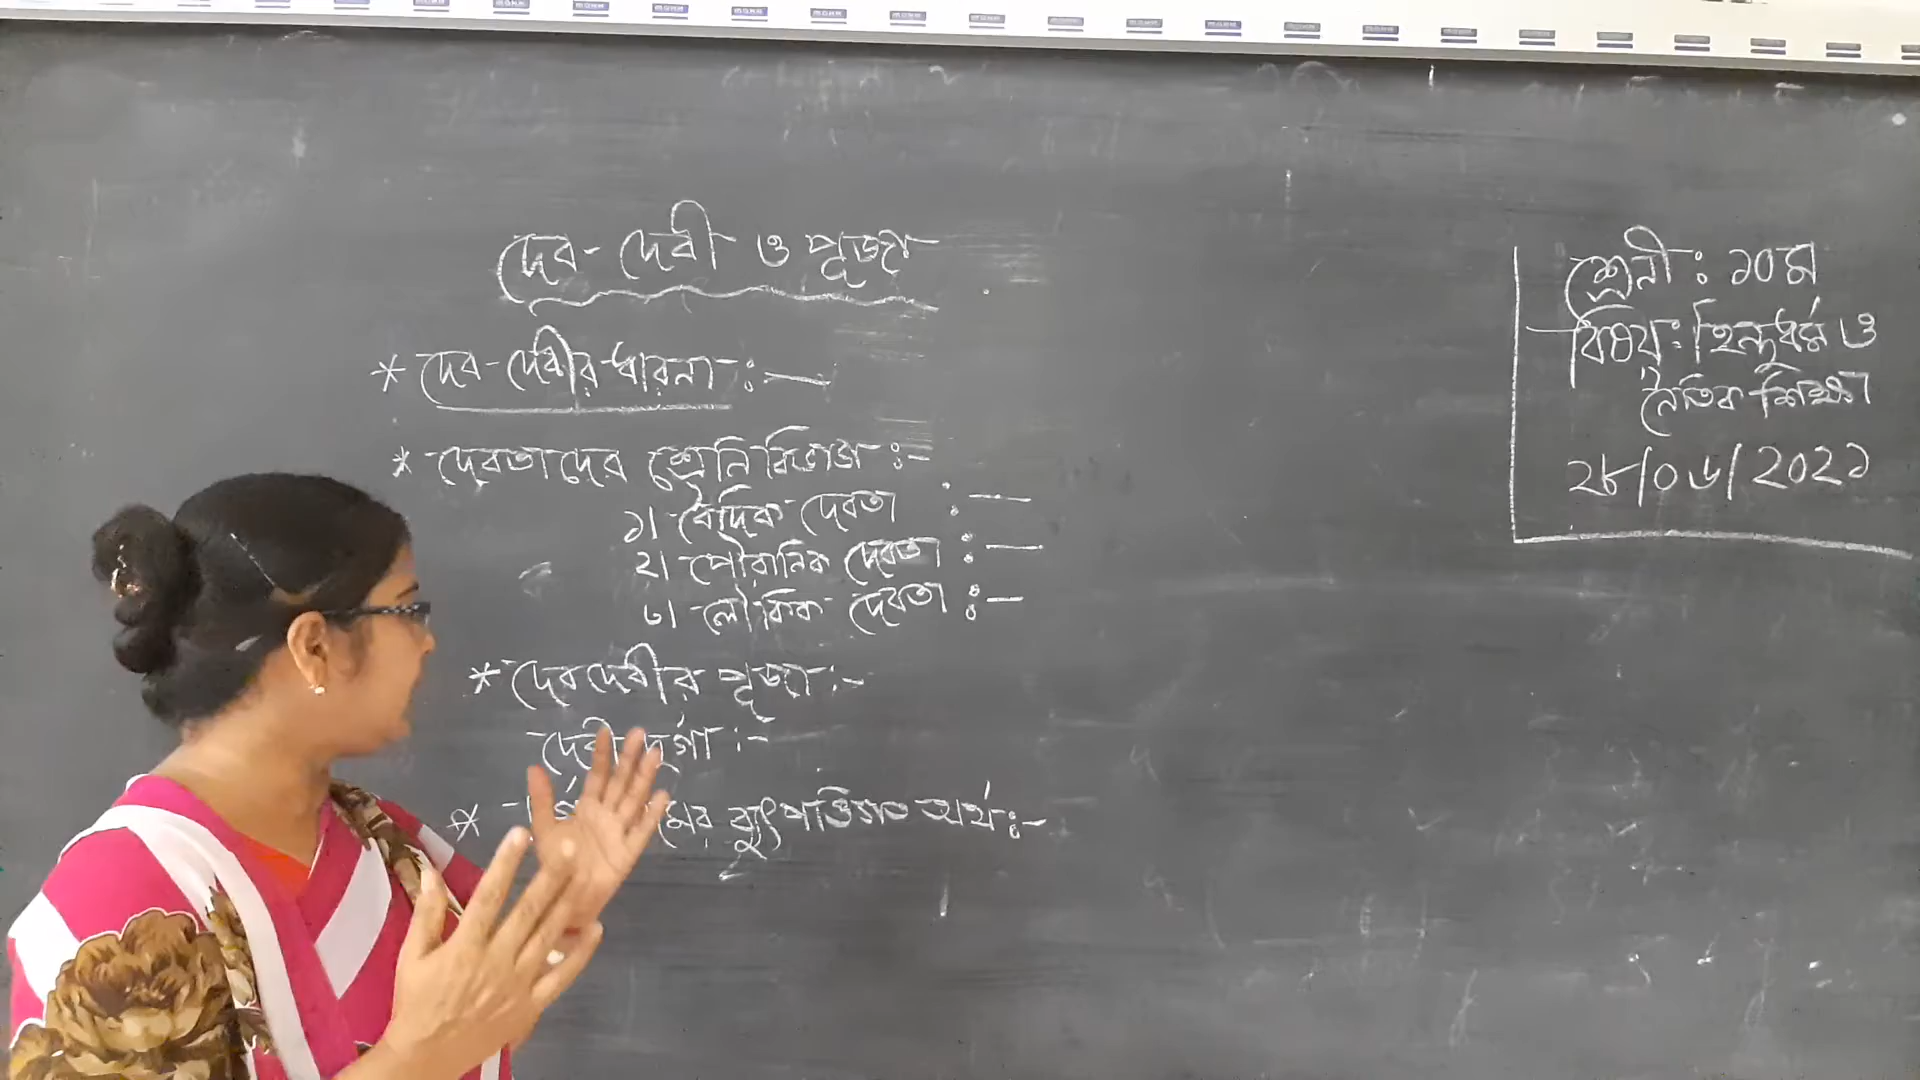 দেব-দেবী ও পূজা
* দেব-দেবীর ধারনা :—
* দেবতাদের শ্রেনিবিভাগ :-
১। বৈদিক দেবতা :—
২। পৌরানিক দেবতা :—
৩। লৌকিক দেবতা :—
* দেবদেবীর পূজা :-
দেবী দুর্গা :-
* ব্যুৎপত্তিগত অর্থ :-
শ্রেনী : ১০ম
বিষয় : হিন্দুধর্ম ও
নৈতিক শিক্ষা
২৮/০৬/২০২১